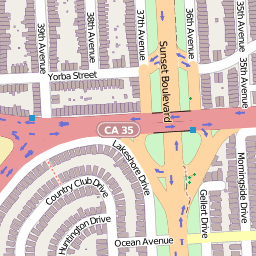 39th Avenue
38th Avenue
37th Avenue
Sunset Boulevard
36th Avenue
35th Avenue
35th Avenue
Yorba Street
CA 35
Lakeshore Drive
Country Club Drive
Huntington Drive
Gellert Drive
Morningside Drive
Ocean Avenue